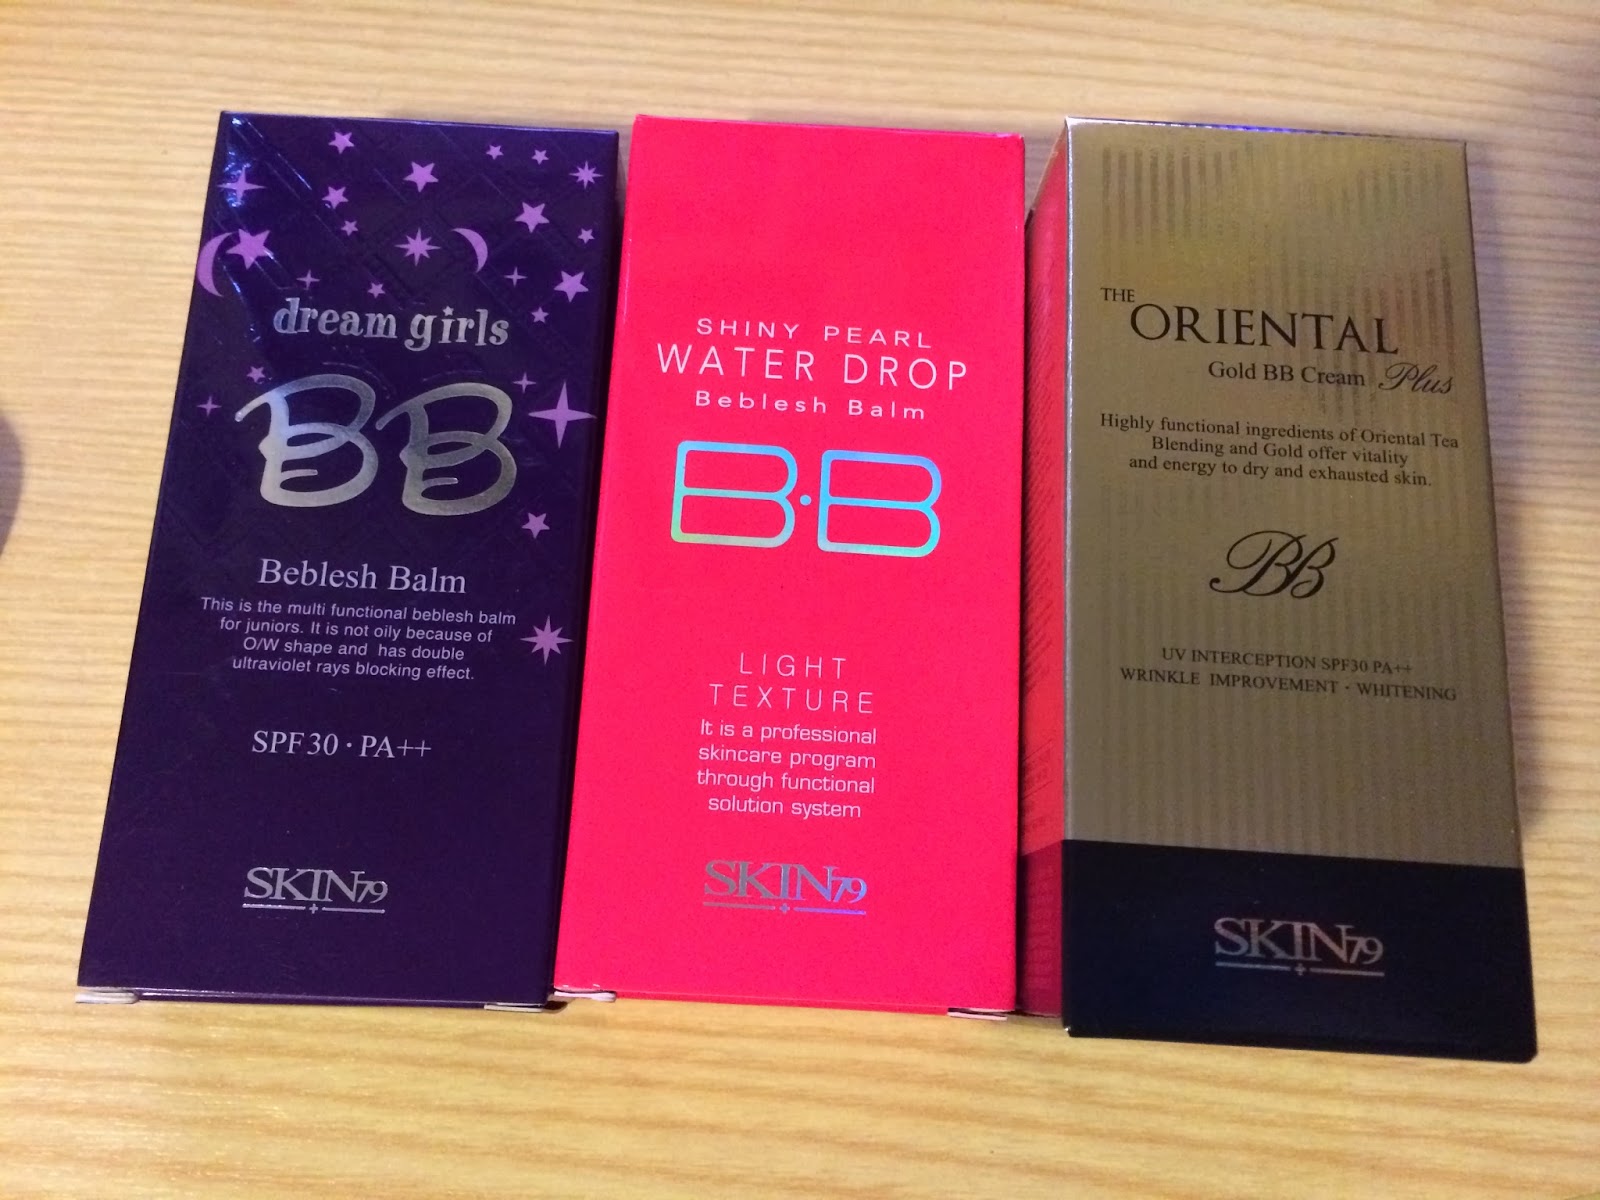 dream girls
BB
Beblesh Balm
This is the multi functional beblesh balm
for juniors. It is not oily because of
O/W shape and has double
ultraviolet rays blocking effect.
SPF30 · PA++
SKIN79
SHINY PEARL
WATER DROP
Beblesh Balm
B·B
LIGHT
TEXTURE
It is a professional
skincare program
through functional
solution system
SKIN79
THE
ORIENTAL
Gold BB Cream Plus
Highly functional ingredients of Oriental Tea
Blending and Gold offer vitality
and energy to dry and exhausted skin.
BB
UV INTERCEPTION SPF30 PA++
WRINKLE IMPROVEMENT · WHITENING
SKIN79